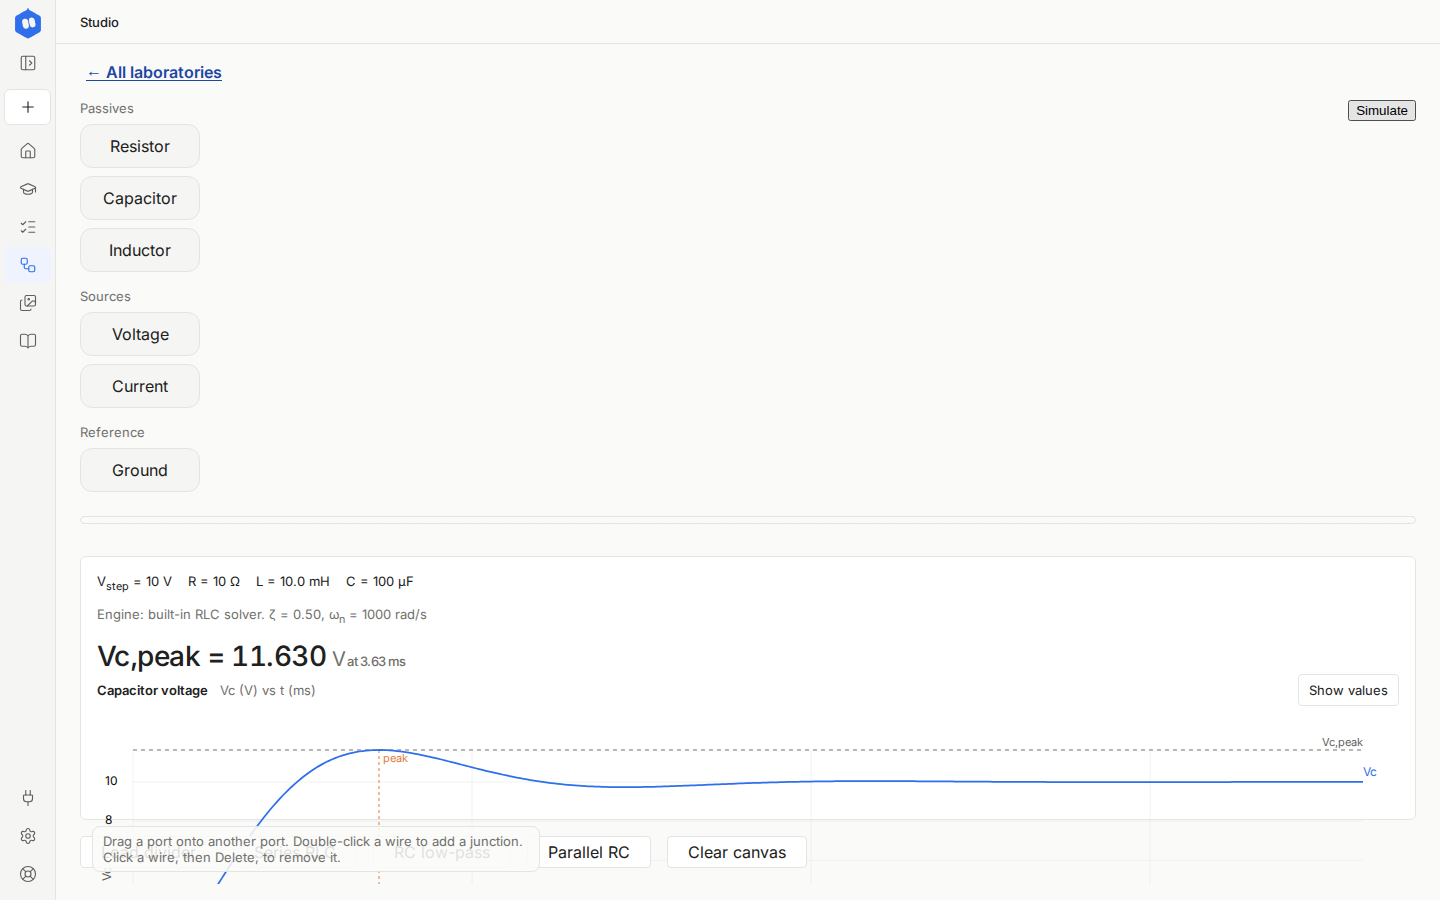 Studio
← All laboratories
Passives
Simulate
Resistor
Capacitor
Inductor
Sources
Voltage
Current
Reference
Ground
Vstep = 10 V R = 10 Ω L = 10.0 mH C = 100 µF
Engine: built-in RLC solver. ζ = 0.50, ωn = 1000 rad/s
Vc,peak = 11.630 V at 3.63 ms
Capacitor voltage Vc (V) vs t (ms)
Show values
Vc,peak
peak
Vc
10
8
Drag a port onto another port. Double-click a wire to add a junction.
Click a wire, then Delete, to remove it.
RC low-pass
Parallel RC
Clear canvas